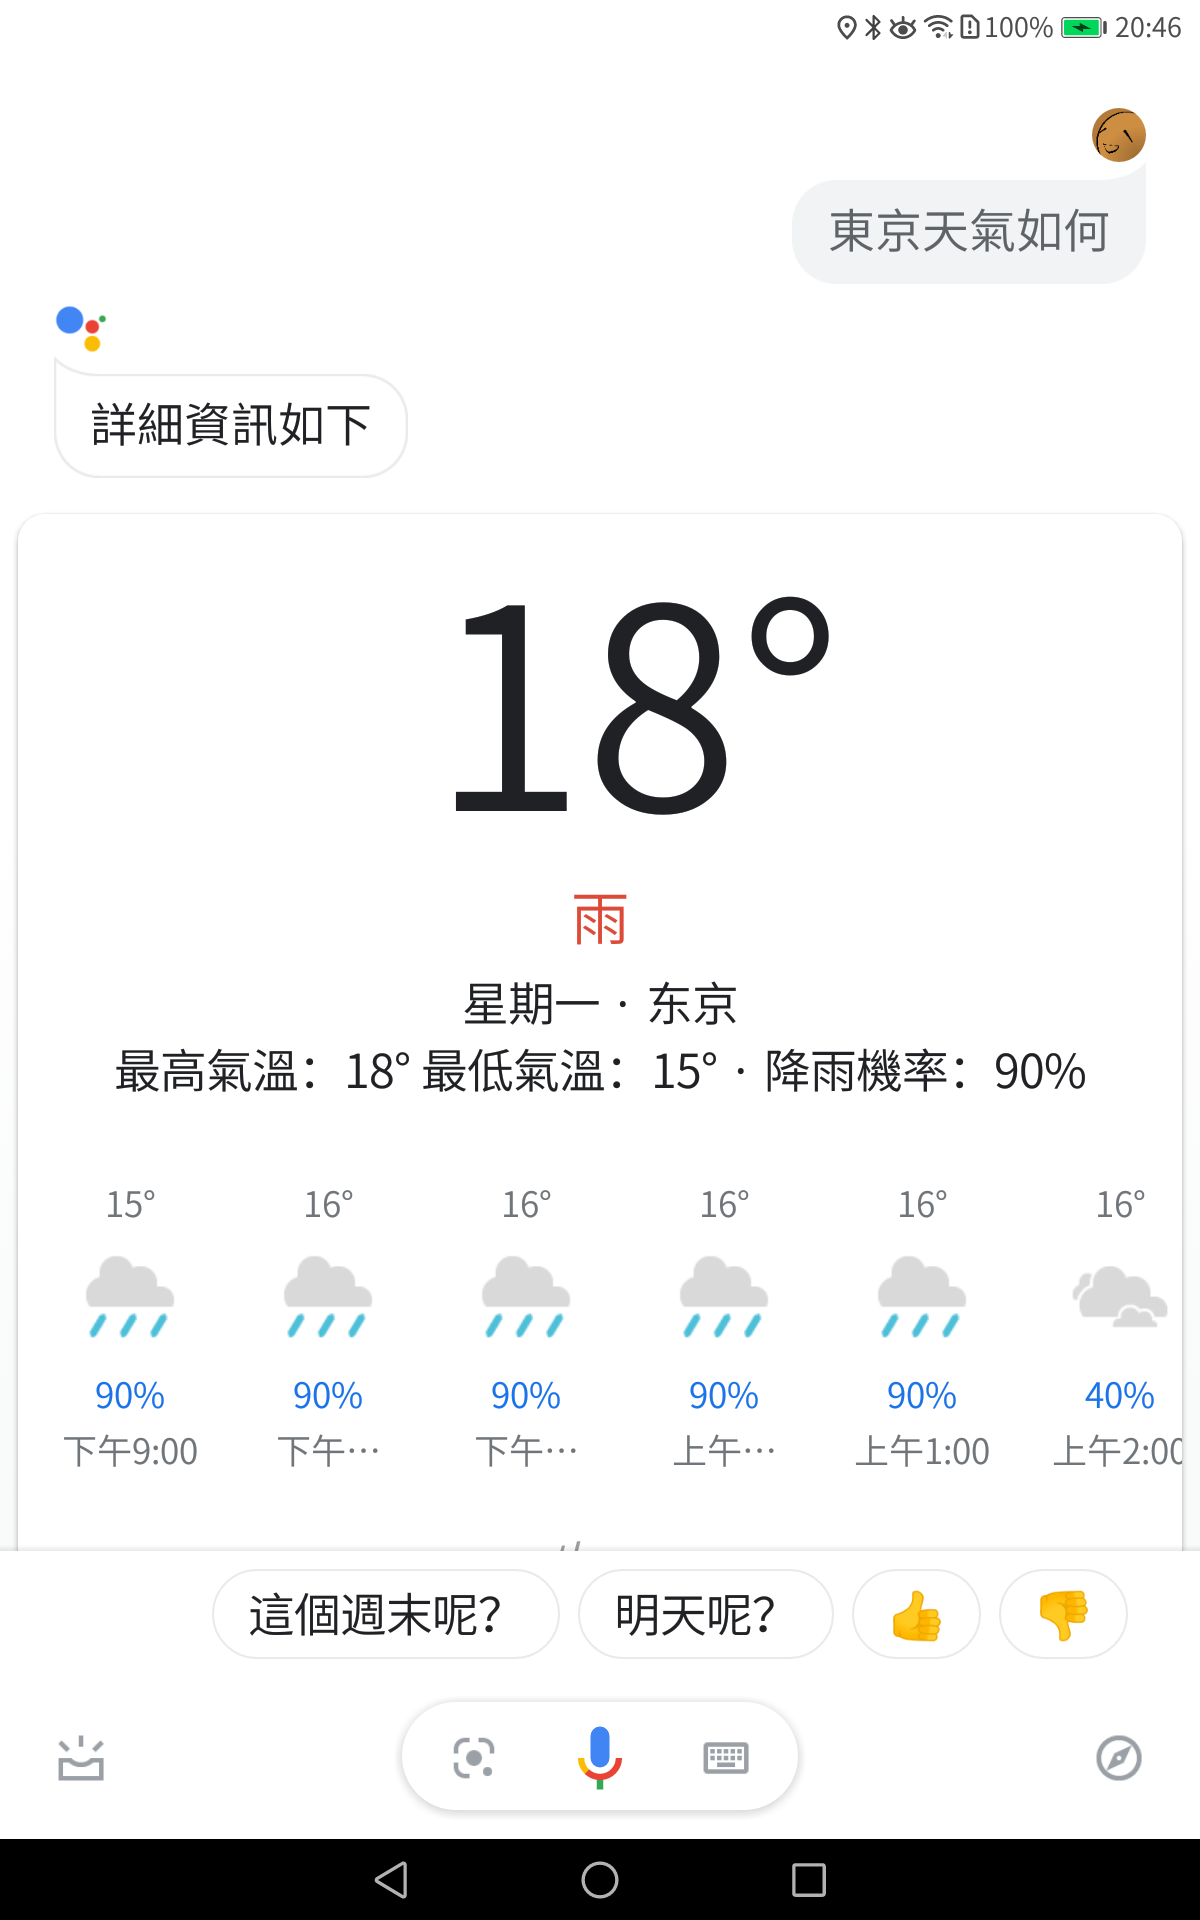 100% 20:46
東京天氣如何
詳細資訊如下
18°
雨
星期一 · 东京
最高氣溫：18° 最低氣溫：15° · 降雨機率：90%
15° 16° 16° 16° 16° 16°
90% 90% 90% 90% 90% 40%
下午9:00 下午… 下午… 上午… 上午1:00 上午2:00
這個週末呢？ 明天呢？